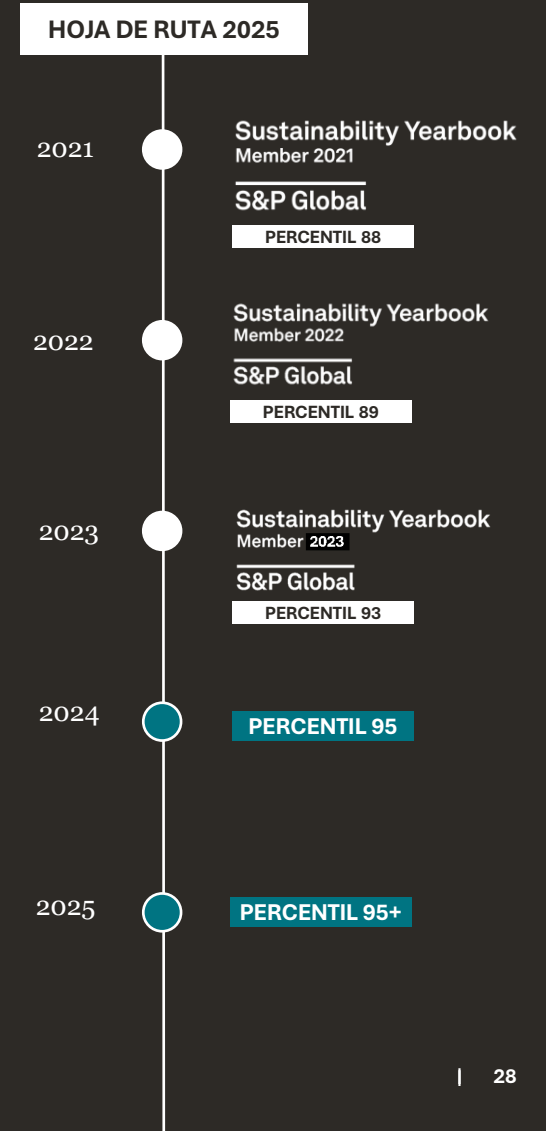 HOJA DE RUTA 2025
2021
Sustainability Yearbook
Member 2021
S&P Global
PERCENTIL 88
2022
Sustainability Yearbook
Member 2022
S&P Global
PERCENTIL 89
2023
Sustainability Yearbook
Member 2023
S&P Global
PERCENTIL 93
2024
PERCENTIL 95
2025
PERCENTIL 95+
| 28